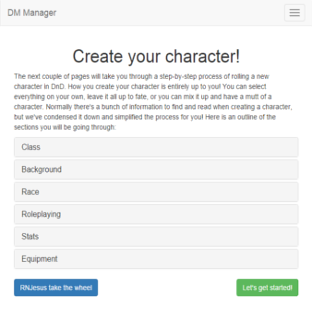 DM Manager
Create your character!
The next couple of pages will take you through a step-by-step process of rolling a new
character in DnD. How you create your character is entirely up to you! You can select
everything on your own, leave it all up to fate, or you can mix it up and have a mutt of a
character. Normally there's a bunch of information to find and read when creating a character,
but we've condensed it down and simplified the process for you! Here is an outline of the
sections you will be going through:
Class
Background
Race
Roleplaying
Stats
Equipment
RNJesus take the wheel
Let's get started!